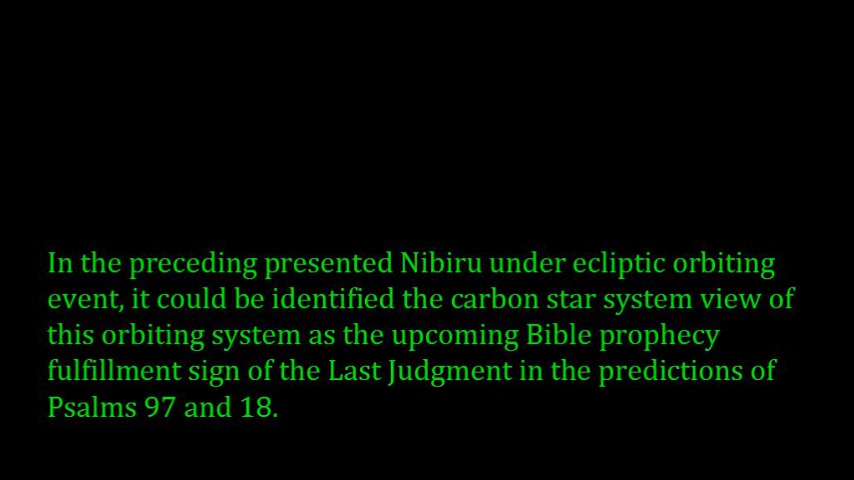 In the preceding presented Nibiru under ecliptic orbiting
event, it could be identified the carbon star system view of
this orbiting system as the upcoming Bible prophecy
fulfillment sign of the Last Judgment in the predictions of
Psalms 97 and 18.